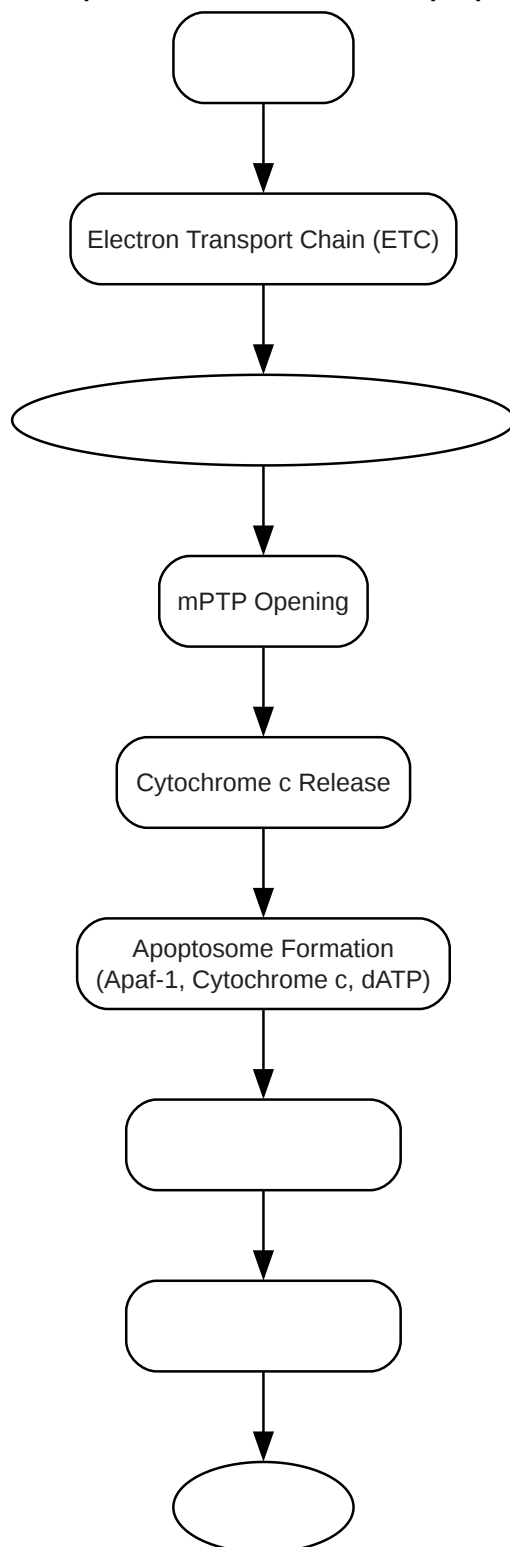 Electron Transport Chain (ETC)
mPTP Opening
Cytochrome c Release
Apoptosome Formation
(Apaf-1, Cytochrome c, dATP)